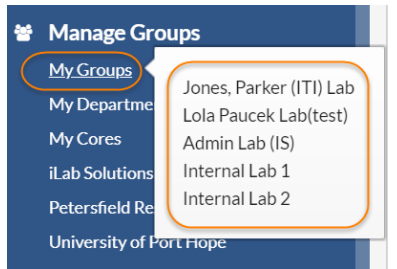 Manage Groups
My Groups
My Departme
My Cores
iLab Solutions
Petersfield Re
University of Port Hope
Jones, Parker (ITI) Lab
Lola Paucek Lab(test)
Admin Lab (IS)
Internal Lab 1
Internal Lab 2